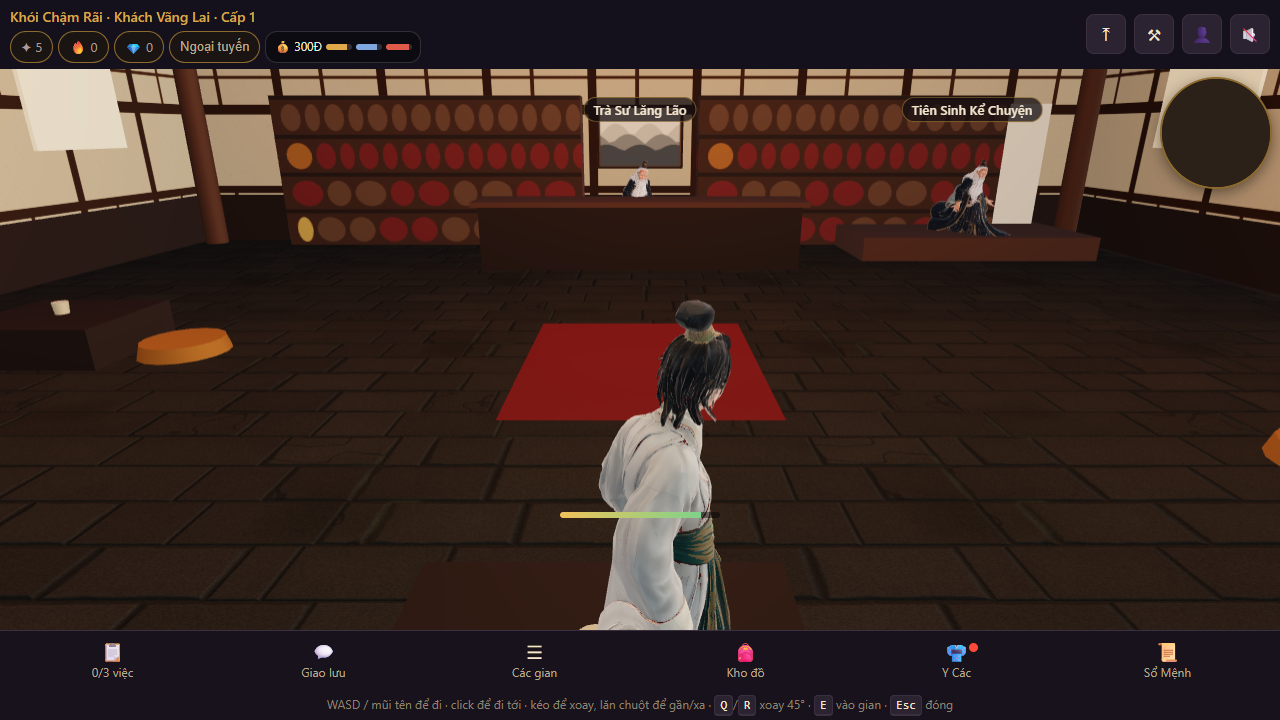 Khói Chậm Rãi · Khách Vãng Lai · Cấp 1
5 0 0 Ngoại tuyến 300Đ
Trà Sư Lăng Lão
Tiên Sinh Kể Chuyện
0/3 việc Giao lưu Các gian Kho đồ Y Các Sổ Mệnh
WASD / mũi tên để đi · click để đi tới · kéo để xoay, lăn chuột để gần/xa · Q / R xoay 45° · E vào gian · Esc đóng